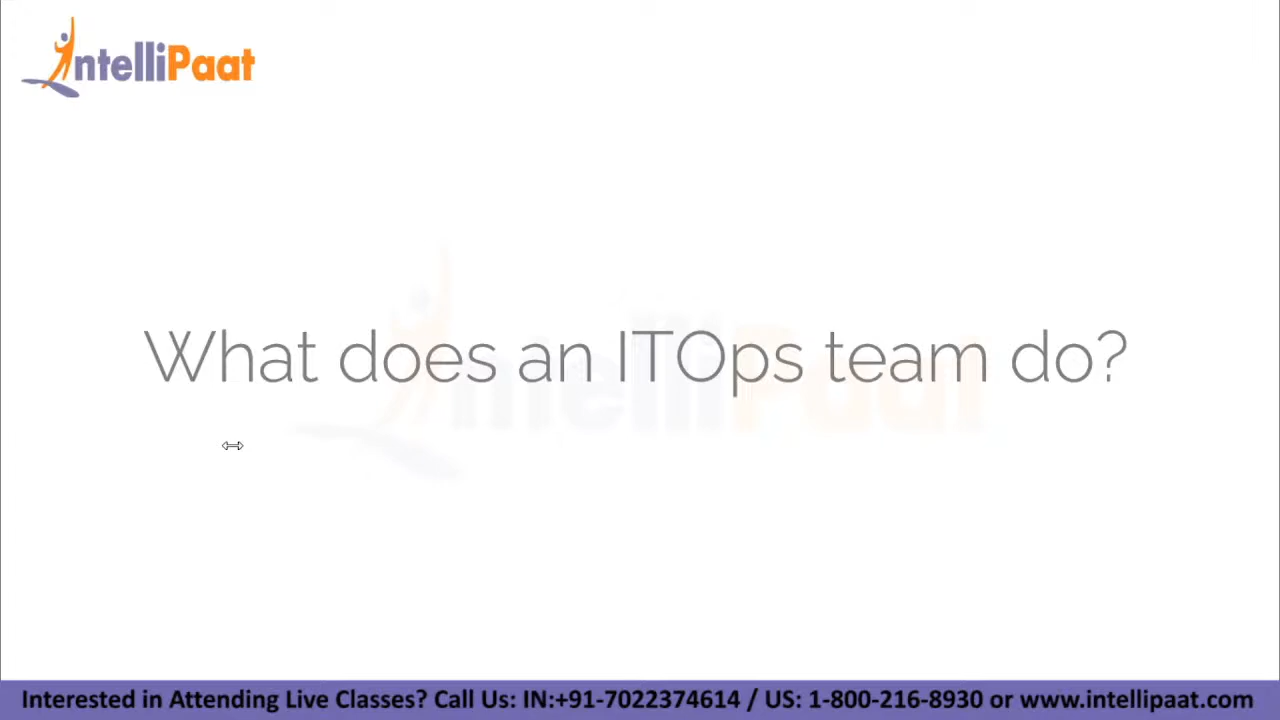 IntelliPaat
What does an ITOps team do?
Interested in Attending Live Classes? Call Us: IN:+91-7022374614 / US: 1-800-216-8930 or www.intellipaat.com